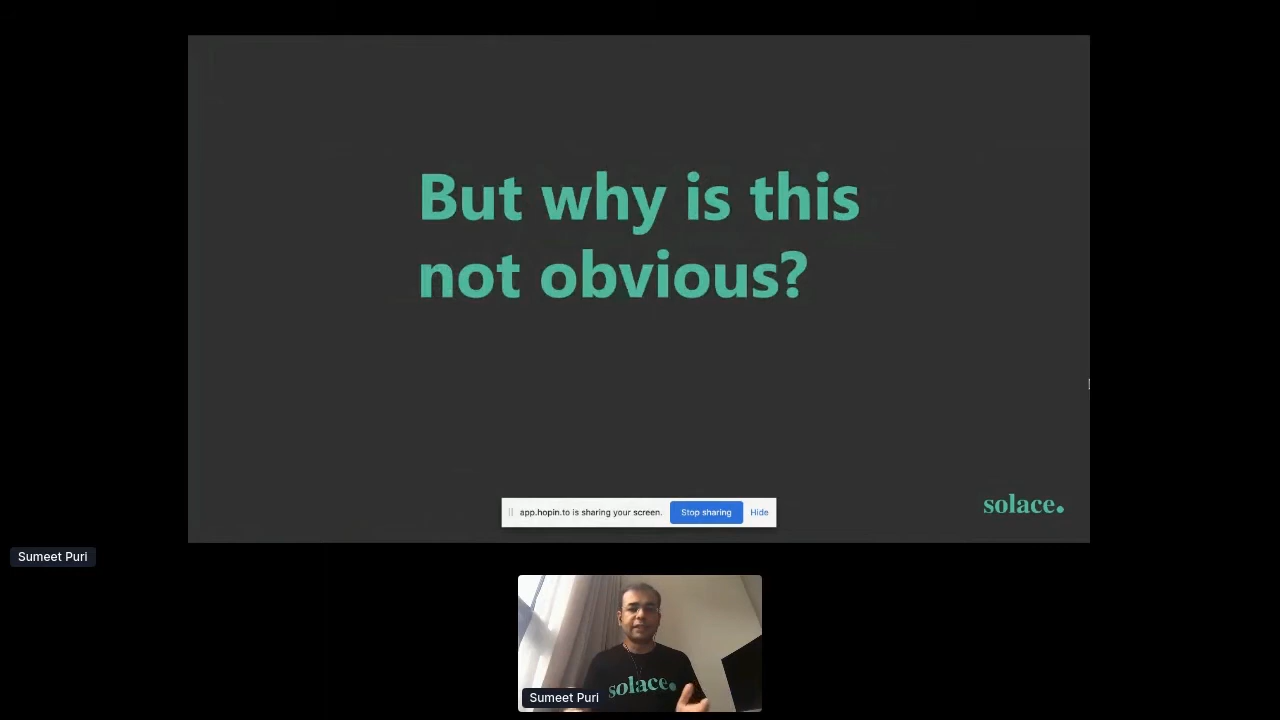 But why is this
not obvious?
solace.
app.hopin.to is sharing your screen. Stop sharing Hide
Sumeet Puri
solace.
Sumeet Puri